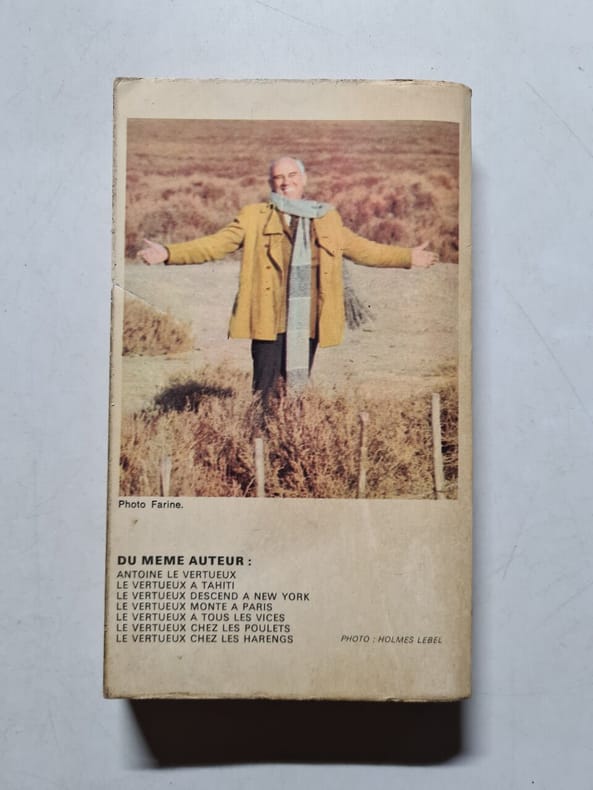 Photo Farine.
DU MEME AUTEUR :
ANTOINE LE VERTUEUX
LE VERTUEUX A TAHITI
LE VERTUEUX DESCEND A NEW YORK
LE VERTUEUX MONTE A PARIS
LE VERTUEUX A TOUS LES VICES
LE VERTUEUX CHEZ LES POULETS
LE VERTUEUX CHEZ LES HARENGS
PHOTO : HOLMES LEBEL